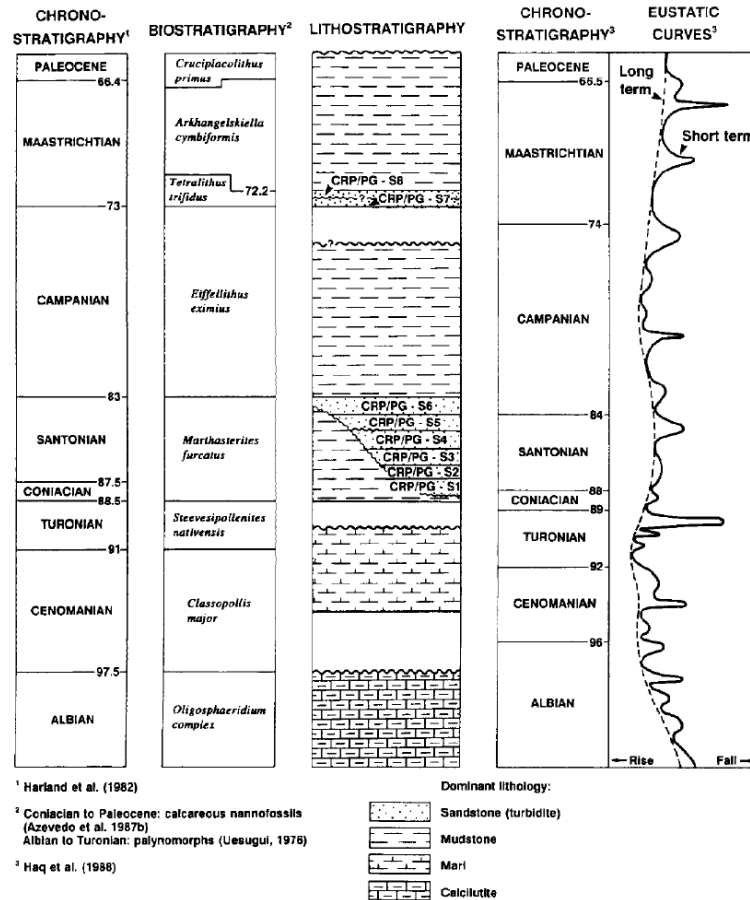 CHRONO-
STRATIGRAPHY1
BIOSTRATIGRAPHY2
LITHOSTRATIGRAPHY
CHRONO-
STRATIGRAPHY3
EUSTATIC
CURVES3
PALEOCENE
66.4
MAASTRICHTIAN
73
CAMPANIAN
83
SANTONIAN
87.5
CONIACIAN
88.5
TURONIAN
91
CENOMANIAN
97.5
ALBIAN
Cruciplacolithus
primus
Arkhangelskiella
cymbiformis
Tetralithus
trifidus
72.2
Eiffellithus
eximius
Marthasterites
furcatus
Steevesipollenites
nativensis
Classopollis
major
Oligosphaeridium
complex
CRP/PG - S8
? CRP/PG - S7
?
CRP/PG - S6
CRP/PG - S5
CRP/PG - S4
CRP/PG - S3
CRP/PG - S2
CRP/PG - S1
PALEOCENE
66.5
MAASTRICHTIAN
74
CAMPANIAN
84
SANTONIAN
88
CONIACIAN
89
TURONIAN
92
CENOMANIAN
96
ALBIAN
Long
term
Short term
Rise
Fall
1 Harland et al. (1982)
2 Coniacian to Paleocene: calcareous nannofossils
(Azevedo et al. 1987b)
Albian to Turonian: palynomorphs (Uesugui, 1976)
3 Haq et al. (1988)
Dominant lithology:
Sandstone (turbidite)
Mudstone
Marl
Calcilutite